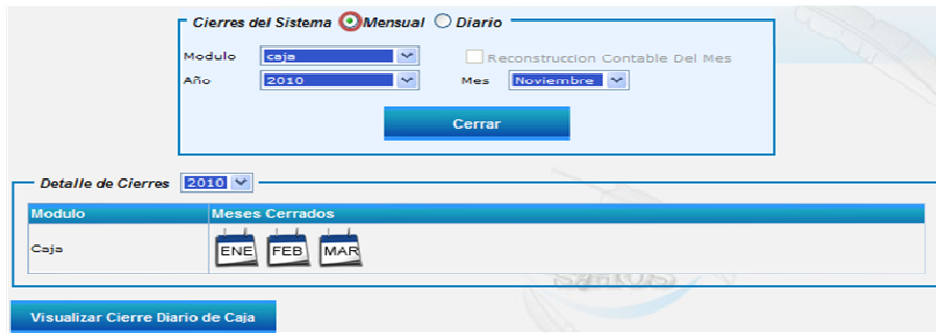 Cierres del Sistema Mensual Diario
Modulo caja Reconstruccion Contable Del Mes
Año 2010 Mes Noviembre
Cerrar
Detalle de Cierres 2010
Modulo Meses Cerrados
Caja ENE FEB MAR
Visualizar Cierre Diario de Caja